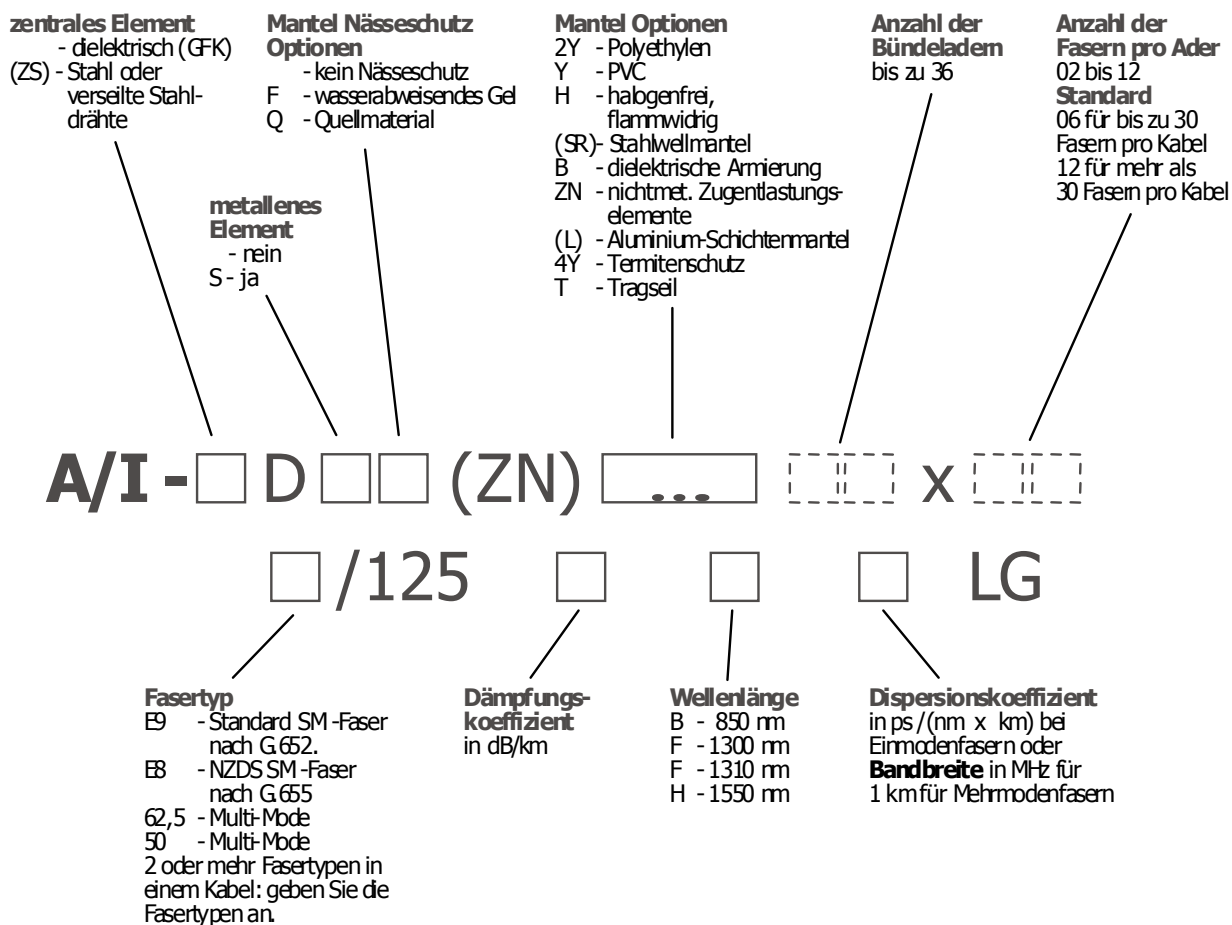 zentrales Element
- dielektrisch (GFK)
(ZS) - Stahl oder
verseilte Stahl-
drähte
Mantel Nässeschutz
Optionen
- kein Nässeschutz
F - wasserabweisendes Gel
Q - Quellmaterial
metallenes
Element
- nein
S - ja
Mantel Optionen
2Y - Polyethylen
Y - PVC
H - halogenfrei,
flammwidrig
(SR) - Stahlwellmantel
B - dielektrische Armierung
ZN - nichtmet. Zugentlastungs-
elemente
(L) - Aluminium-Schichtenmantel
4Y - Termitenschutz
T - Tragseil
Anzahl der
Bündeladern
bis zu 36
Anzahl der
Fasern pro Ader
02 bis 12
Standard
06 für bis zu 30
Fasern pro Kabel
12 für mehr als
30 Fasern pro Kabel
A/I - D (ZN) ... x
/125 LG
Fasertyp
E9 - Standard SM -Faser
nach G.652.
E8 - NZDS SM -Faser
nach G.655
62,5 - Multi-Mode
50 - Multi-Mode
2 oder mehr Fasertypen in
einem Kabel: geben Sie die
Fasertypen an.
Dämpfungs-
koeffizient
in dB/km
Wellenlänge
B - 850 nm
F - 1300 nm
F - 1310 nm
H - 1550 nm
Dispersionskoeffizient
in ps /(nm x km) bei
Einmodenfasern oder
Bandbreite in MHz für
1 km für Mehrmodenfasern